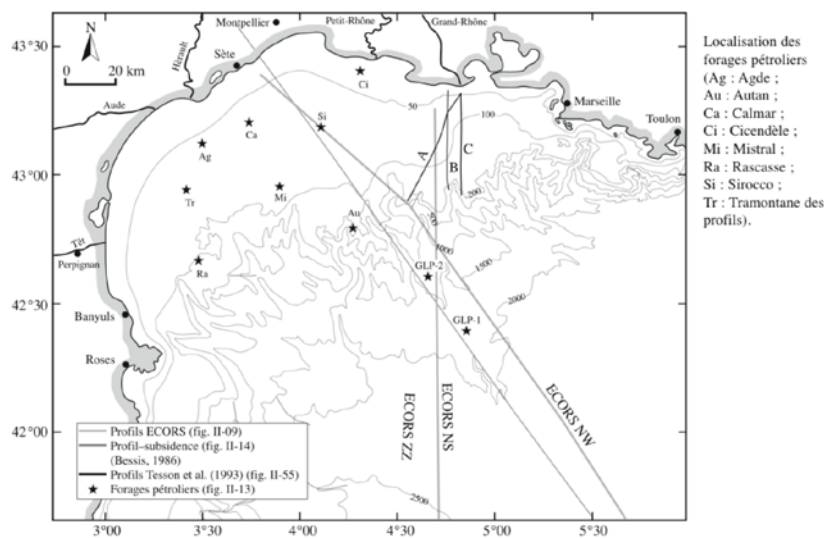 Montpellier
Petit-Rhône
Grand-Rhône
43°30'
N
Sète
Hérault
0 20 km
Ci
Marseille
50
100
Toulon
Aude
Ca
Si
Ag
A
B
C
43°00'
Tr
Mi
200
Au
500
1000
Têt
Perpignan
Ra
GLP-2
1500
2000
42°30'
Banyuls
GLP-1
Roses
ECORS ZZ
ECORS NS
ECORS NW
42°00'
Profils ECORS (fig. II-09)
Profil–subsidence (fig. II-14)
(Bessis, 1986)
Profils Tesson et al. (1993) (fig. II-55)
Forages pétroliers (fig. II-13)
2500
3°00' 3°30' 4°00' 4°30' 5°00' 5°30'
Localisation des
forages pétroliers
(Ag : Agde ;
Au : Autan ;
Ca : Calmar ;
Ci : Cicendèle ;
Mi : Mistral ;
Ra : Rascasse ;
Si : Sirocco ;
Tr : Tramontane des
profils).